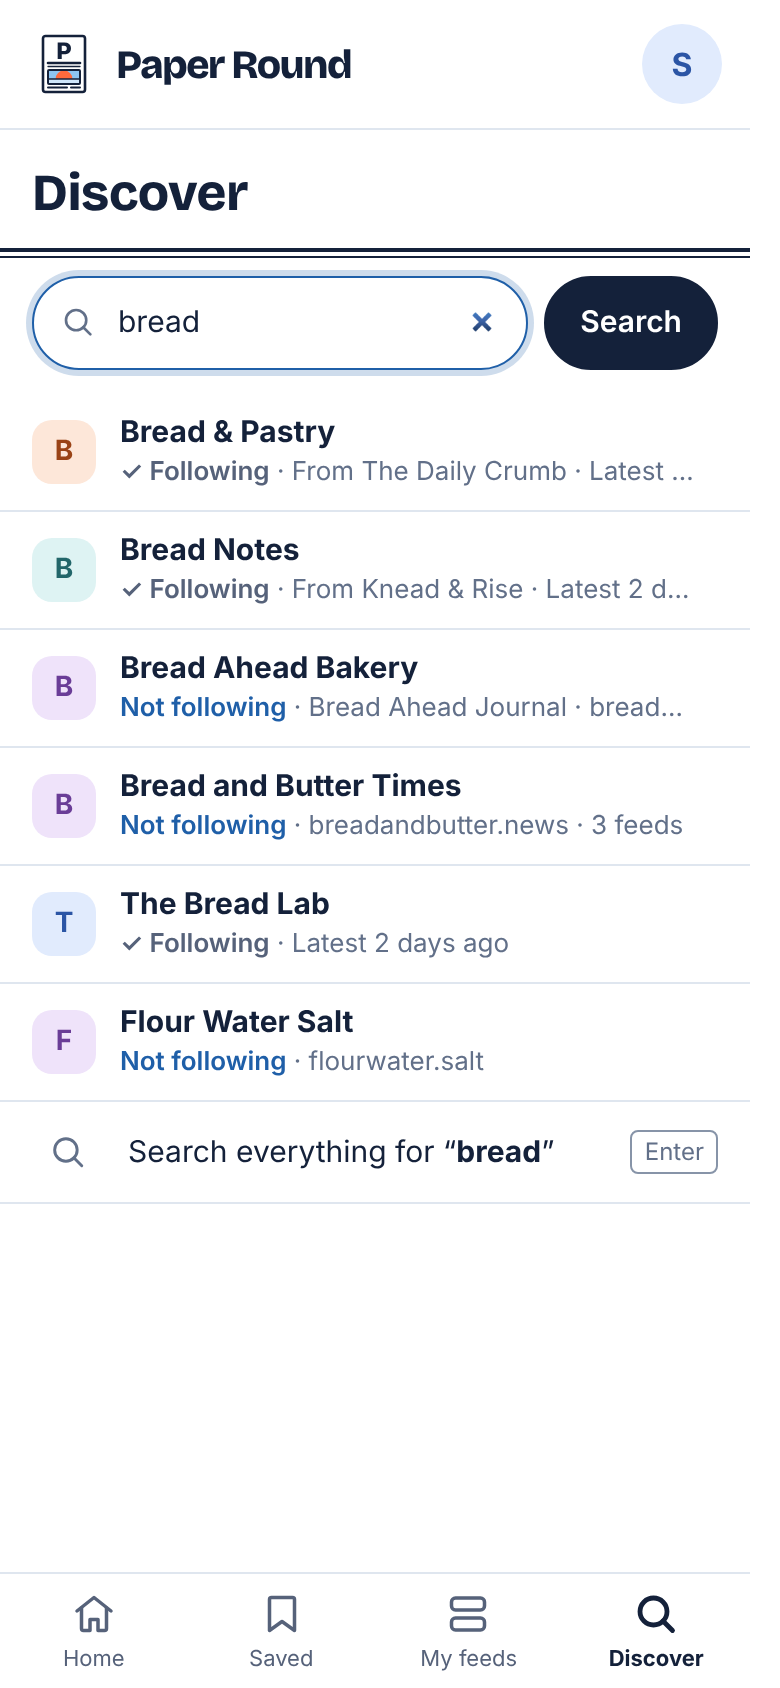 P
Paper Round
S
Discover
bread
Search
B
Bread & Pastry
✓ Following · From The Daily Crumb · Latest ...
B
Bread Notes
✓ Following · From Knead & Rise · Latest 2 d...
B
Bread Ahead Bakery
Not following · Bread Ahead Journal · bread...
B
Bread and Butter Times
Not following · breadandbutter.news · 3 feeds
T
The Bread Lab
✓ Following · Latest 2 days ago
F
Flour Water Salt
Not following · flourwater.salt
Search everything for “bread”
Enter
Home
Saved
My feeds
Discover